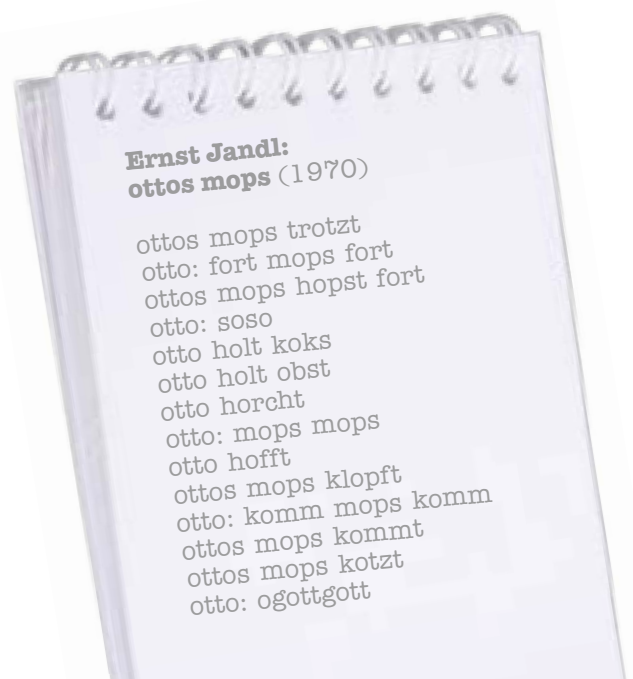 Ernst Jandl:
ottos mops (1970)
ottos mops trotzt
otto: fort mops fort
ottos mops hopst fort
otto: soso
otto holt koks
otto holt obst
otto horcht
otto: mops mops
otto hofft
ottos mops klopft
otto: komm mops komm
ottos mops kommt
ottos mops kotzt
otto: ogottgott